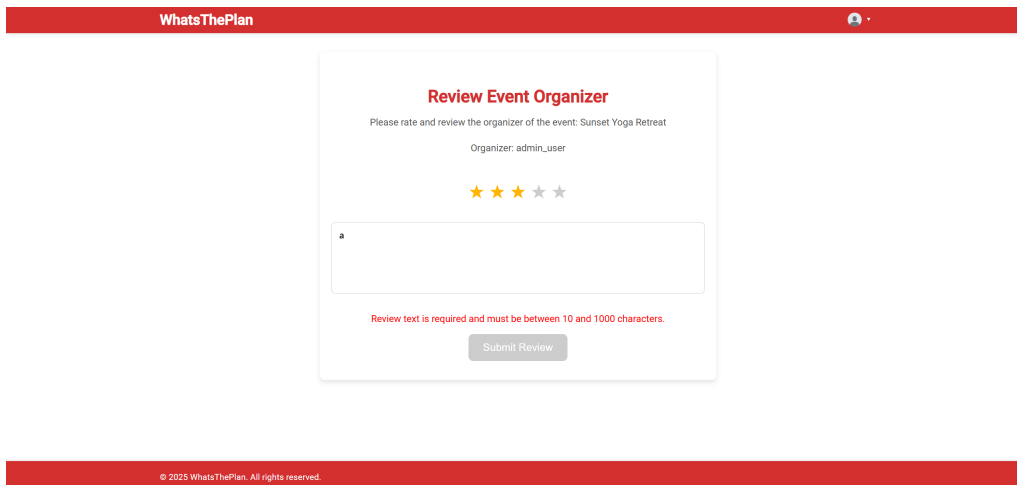 WhatsThePlan
Review Event Organizer
Please rate and review the organizer of the event: Sunset Yoga Retreat
Organizer: admin_user
a
Review text is required and must be between 10 and 1000 characters.
Submit Review
© 2025 WhatsThePlan. All rights reserved.